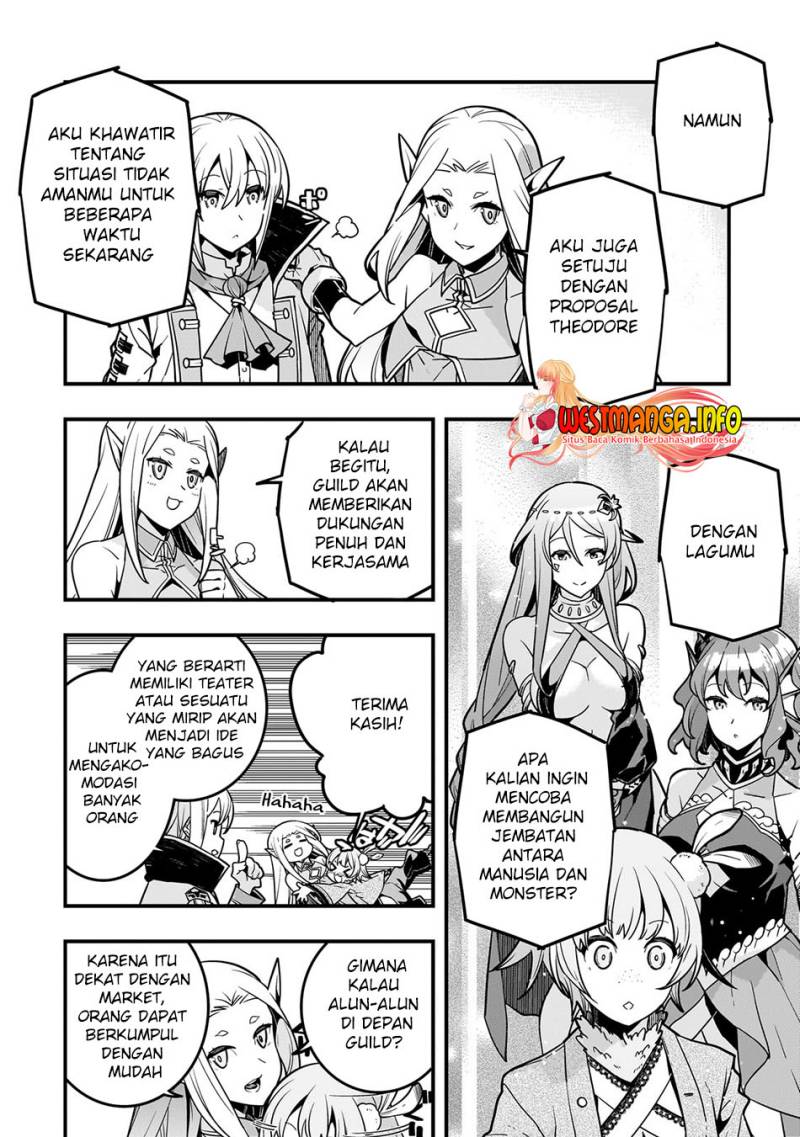 NAMUN
AKU JUGA
SETUJU
DENGAN
PROPOSAL
THEODORE
AKU KHAWATIR
TENTANG
SITUASI TIDAK
AMANMU UNTUK
BEBERAPA
WAKTU
SEKARANG
WESTMANGA.INFO
Situs Baca Komik Berbahasa Indonesia
DENGAN
LAGUMU
APA
KALIAN INGIN
MENCOBA
MEMBANGUN
JEMBATAN
ANTARA
MANUSIA DAN
MONSTER?
KALAU
BEGITU,
GUILD AKAN
MEMBERIKAN
DUKUNGAN
PENUH DAN
KERJASAMA
TERIMA
KASIH!
Hahaha
YANG BERARTI
MEMILIKI TEATER
ATAU SESUATU
YANG MIRIP AKAN
MENJADI IDE
YANG BAGUS
UNTUK
MENGAKO-
MODASI
BANYAK
ORANG
GIMANA
KALAU
ALUN-ALUN
DI DEPAN
GUILD?
KARENA ITU
DEKAT DENGAN
MARKET,
ORANG DAPAT
BERKUMPUL
DENGAN
MUDAH